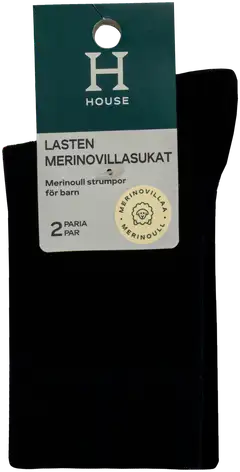 H
HOUSE
LASTEN
MERINOVILLASUKAT
Merinoull strumpor
för barn
2 PARIA
PAR
MERINOVILLAA
MERINOULL